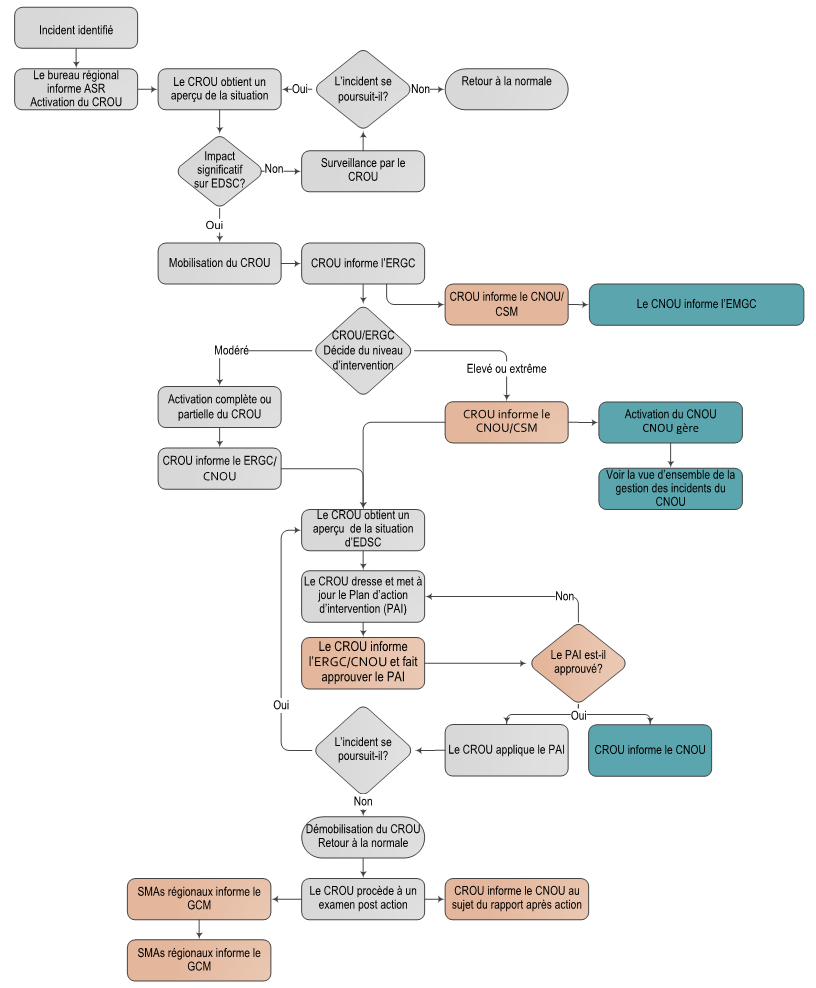 Incident identifié
Le bureau régional
informe ASR
Activation du CROU
Le CROU obtient un
aperçu de la situation
Oui
L'incident se
poursuit-il?
Non
Retour à la normale
Impact
significatif
sur EDSC?
Non
Surveillance par le
CROU
Oui
Mobilisation du CROU
CROU informe l'ERGC
CROU informe le CNOU/
CSM
Le CNOU informe l'EMGC
CROU/ERGC
Décide du niveau
d'intervention
Modéré
Elevé ou extrême
Activation complète ou
partielle du CROU
CROU informe le
CNOU/CSM
Activation du CNOU
CNOU gère
CROU informe le ERGC/
CNOU
Voir la vue d'ensemble de la
gestion des incidents du
CNOU
Le CROU obtient un
aperçu de la situation
d'EDSC
Le CROU dresse et met à
jour le Plan d'action
d'intervention (PAI)
Non
Le CROU informe
l'ERGC/CNOU et fait
approuver le PAI
Le PAI est-il
approuvé?
Oui
Oui
L'incident se
poursuit-il?
Le CROU applique le PAI
CROU informe le CNOU
Non
Démobilisation du CROU
Retour à la normale
SMAs régionaux informe le
GCM
Le CROU procède à un
examen post action
CROU informe le CNOU au
sujet du rapport après action
SMAs régionaux informe le
GCM